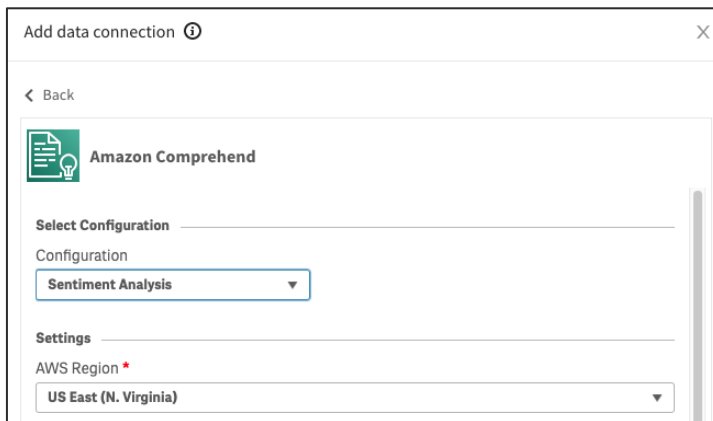 Add data connection
Back
Amazon Comprehend
Select Configuration
Configuration
Sentiment Analysis
Settings
AWS Region *
US East (N. Virginia)